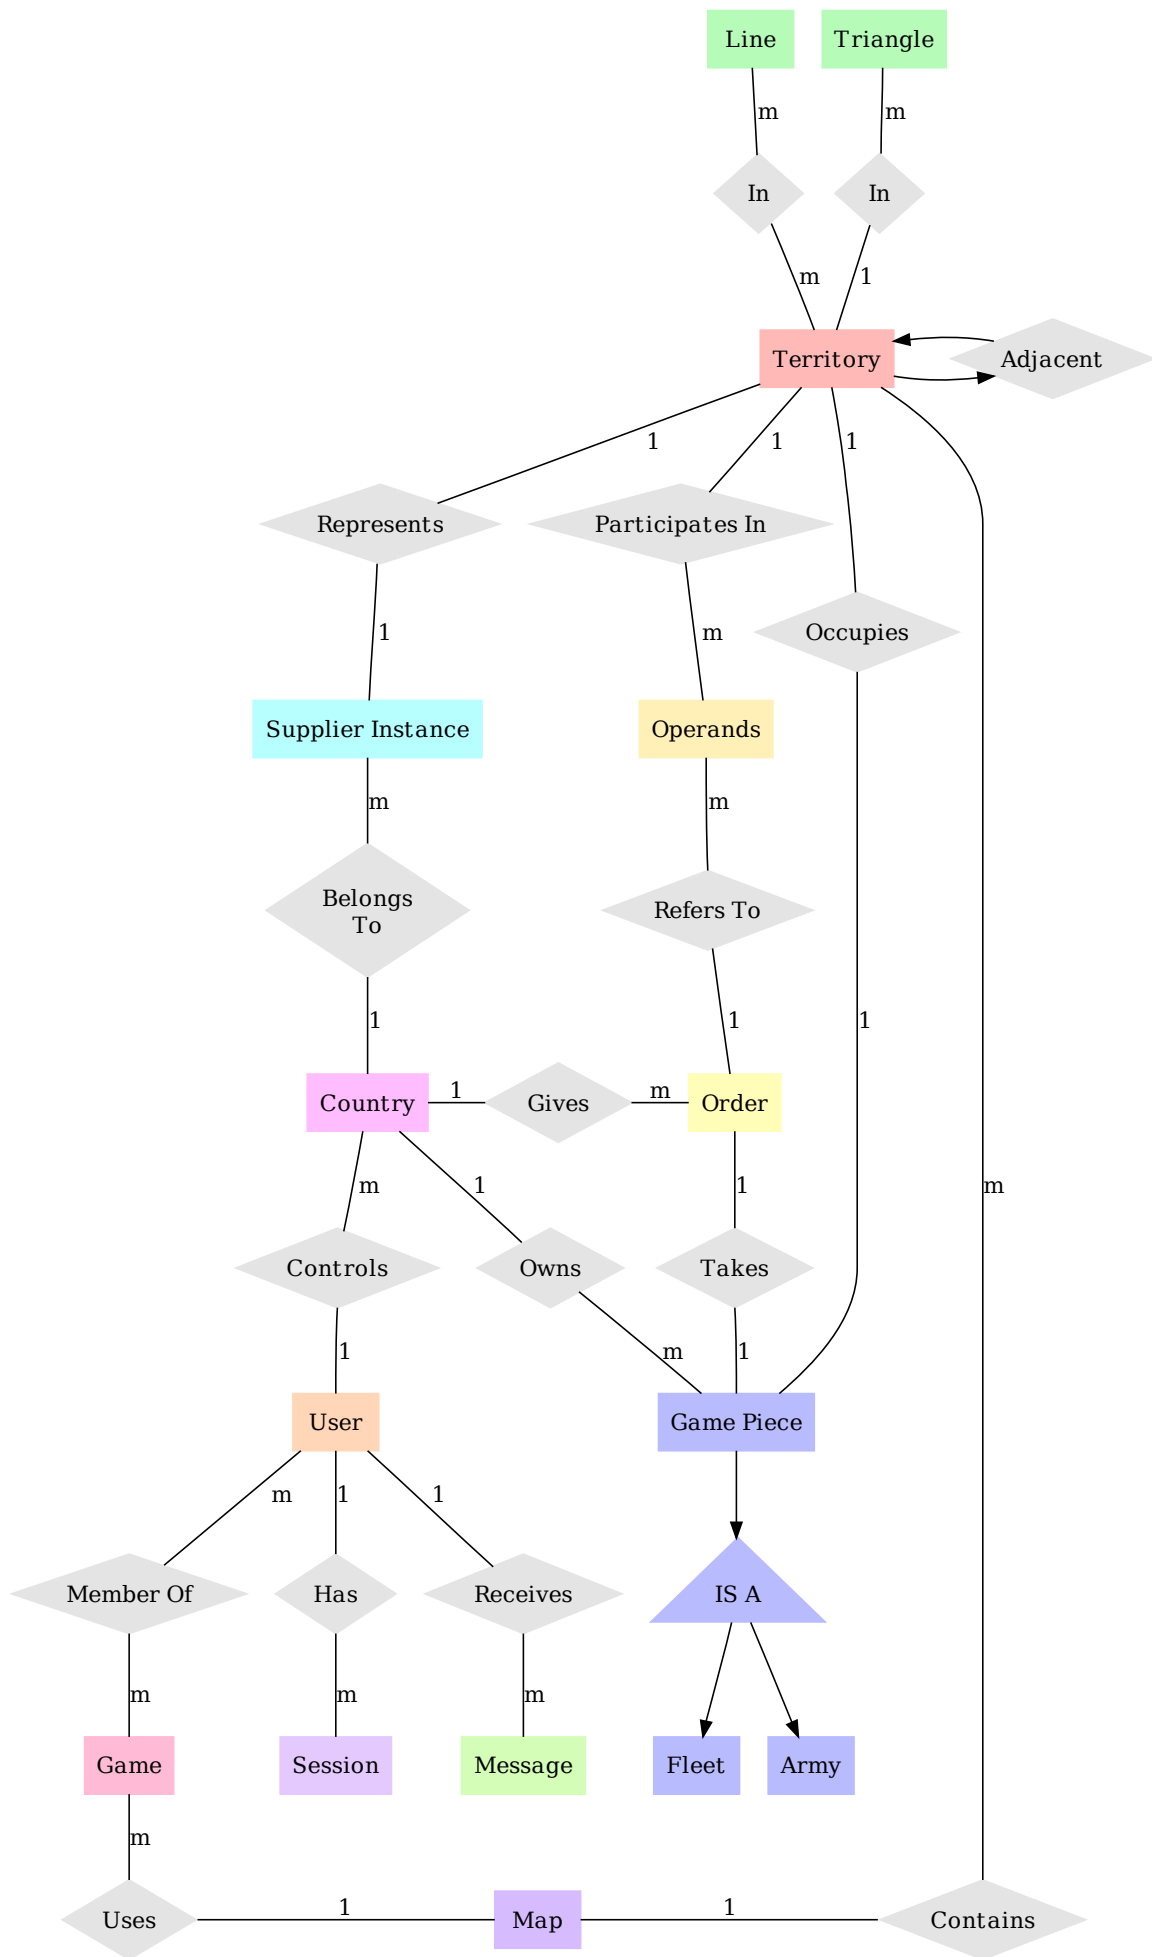 Line
Triangle
m
m
In
In
m
1
Territory
Adjacent
1
1
1
Represents
Participates In
Occupies
1
m
Supplier Instance
Operands
m
m
Belongs
To
Refers To
1
1
1
Country
1
Gives
m
Order
m
1
1
m
Controls
Owns
Takes
1
m
1
User
Game Piece
m
1
1
Member Of
Has
Receives
IS A
m
m
m
Game
Session
Message
Fleet
Army
m
Uses
1
Map
1
Contains